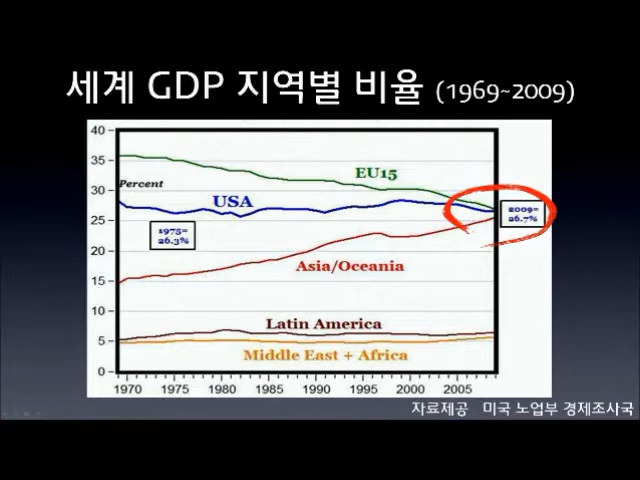 세계 GDP 지역별 비율 (1969~2009)
40
35
30
25
20
15
10
5
0
Percent
EU15
USA
1975=
26.3%
2009=
26.7%
Asia/Oceania
Latin America
Middle East + Africa
1970 1975 1980 1985 1990 1995 2000 2005
자료제공 미국 노업부 경제조사국